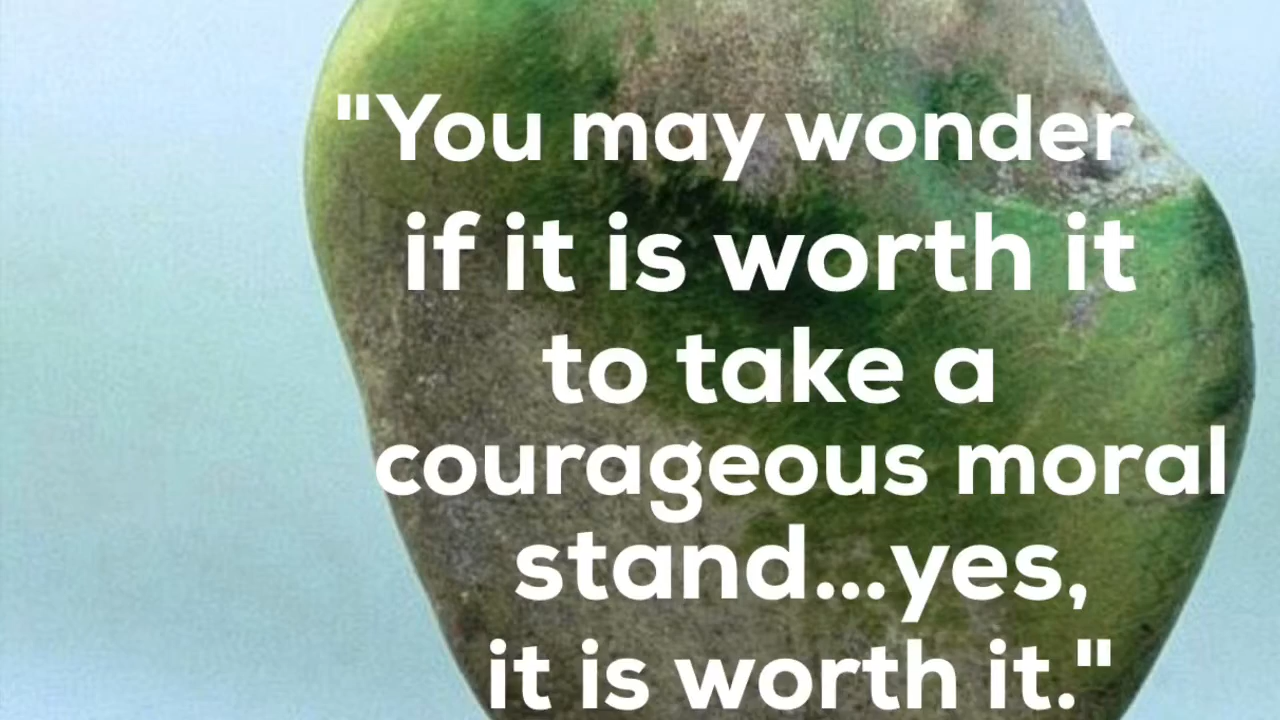 "You may wonder
if it is worth it
to take a
courageous moral
stand...yes,
it is worth it."